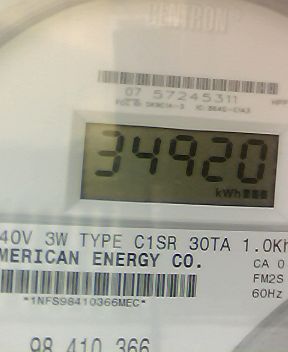 07 57245311
34920
kWh
40V 3W TYPE C1SR 30TA 1.0Kh
MERICAN ENERGY CO.
CA 0
FM2S
60Hz
*1NFS98410366MEC*
98 410 366